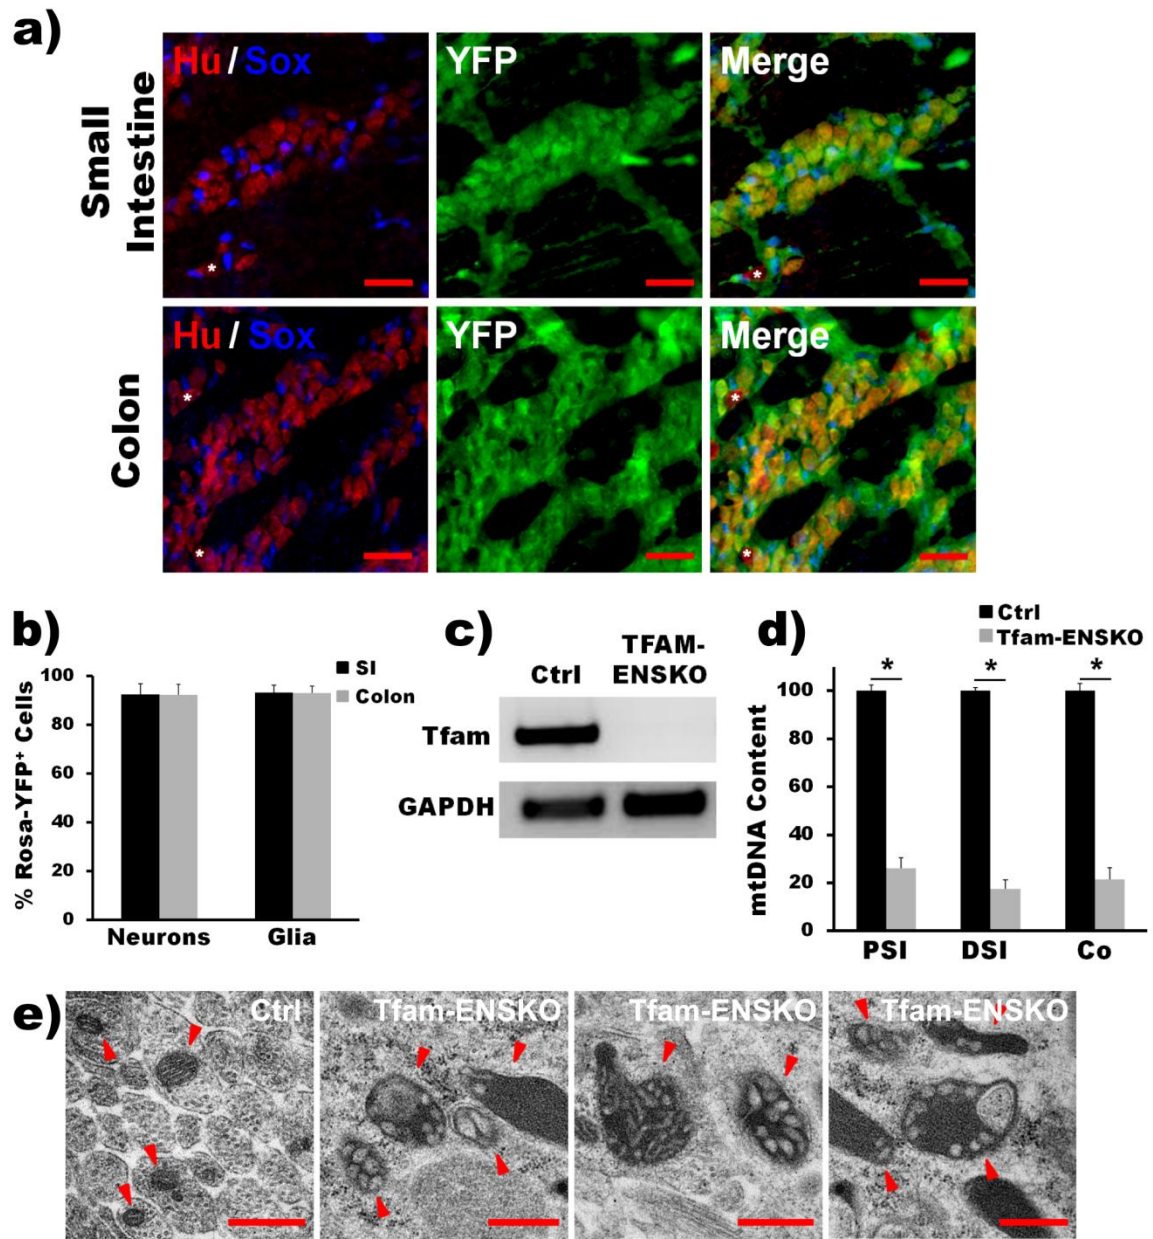 a)
Small
Intestine
Hu / Sox
YFP
Merge
*
*
Colon
Hu / Sox
YFP
Merge
*
*
*
*
b)
% Rosa-YFP+ Cells
100
80
60
40
20
0
Neurons
Glia
SI
Colon
c)
Ctrl
TFAM-
ENSKO
Tfam
GAPDH
d)
Ctrl
Tfam-ENSKO
mtDNA Content
100
80
60
40
20
0
*
*
*
PSI
DSI
Co
e)
Ctrl
Tfam-ENSKO
Tfam-ENSKO
Tfam-ENSKO